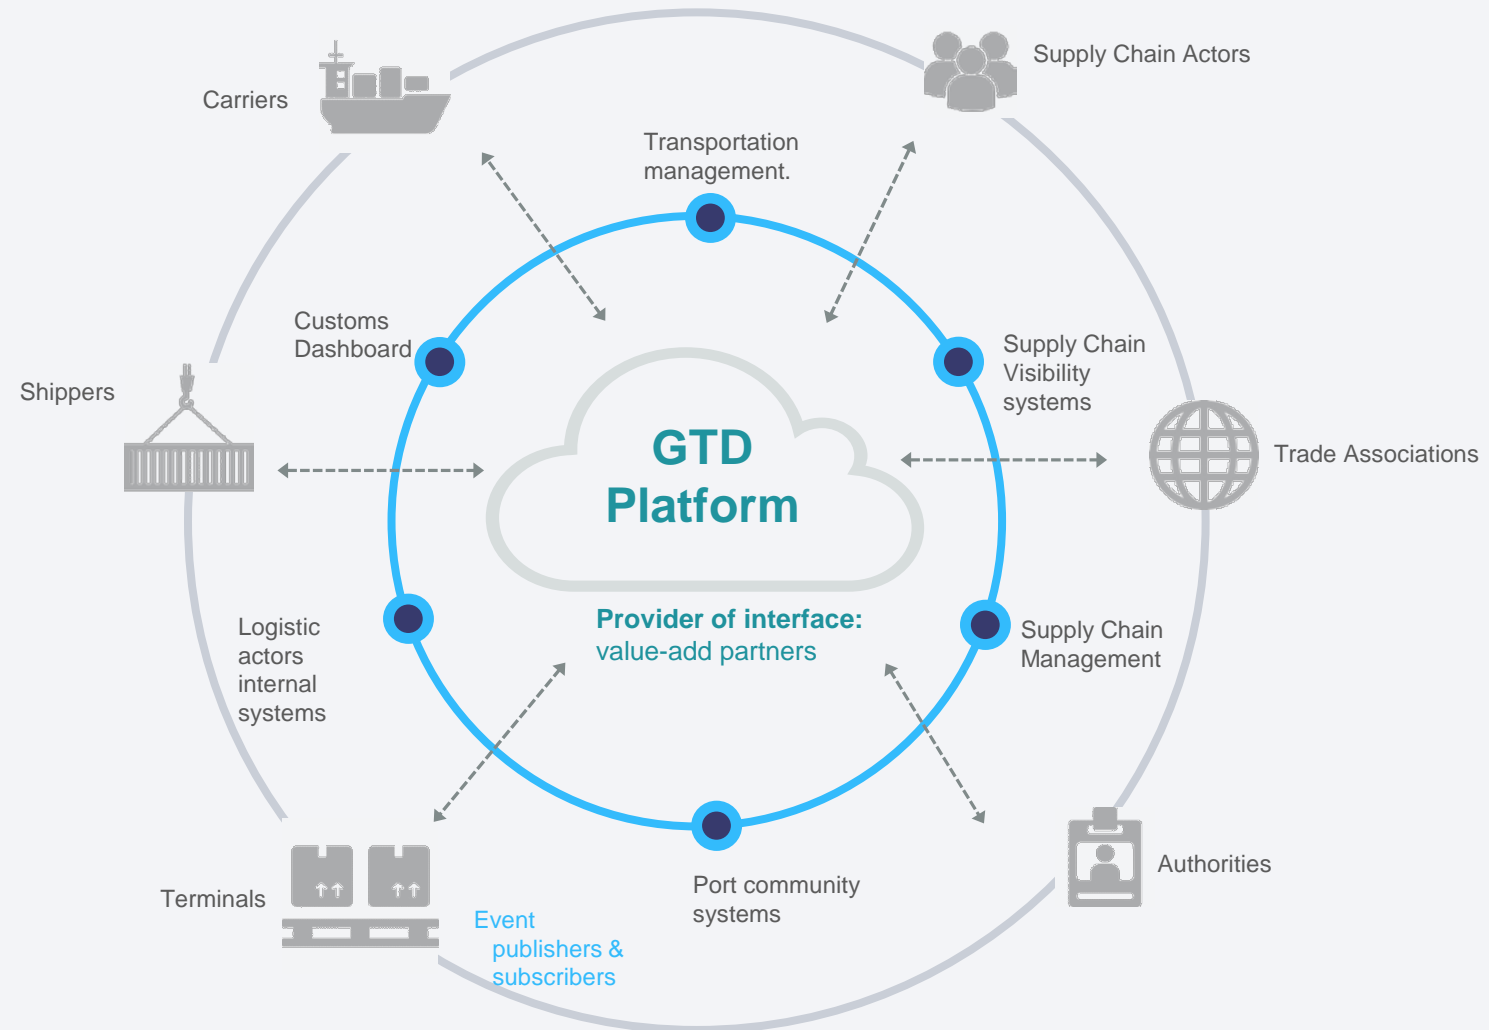 Supply Chain Actors
Carriers
Transportation
management.
Customs
Dashboard
Supply Chain
Visibility
systems
Shippers
GTD
Platform
Trade Associations
Provider of interface:
value-add partners
Logistic
actors
internal
systems
Supply Chain
Management
Authorities
Port community
systems
Terminals
Event
publishers &
subscribers